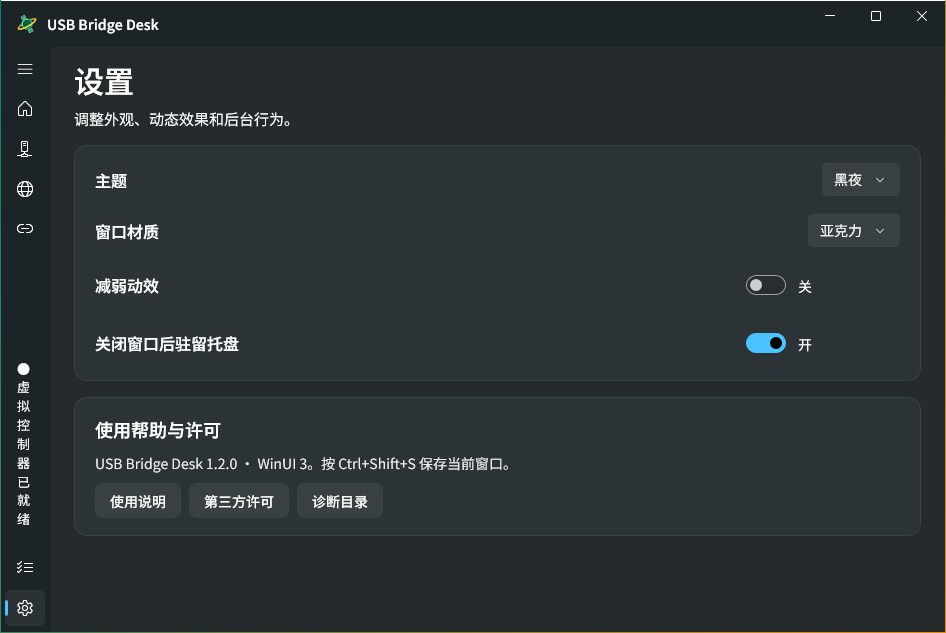 USB Bridge Desk
设置
调整外观、动态效果和后台行为。
主题
黑夜
窗口材质
亚克力
减弱动效
关
关闭窗口后驻留托盘
开
虚
拟
控
制
器
已
就
绪
使用帮助与许可
USB Bridge Desk 1.2.0 · WinUI 3。按 Ctrl+Shift+S 保存当前窗口。
使用说明
第三方许可
诊断目录